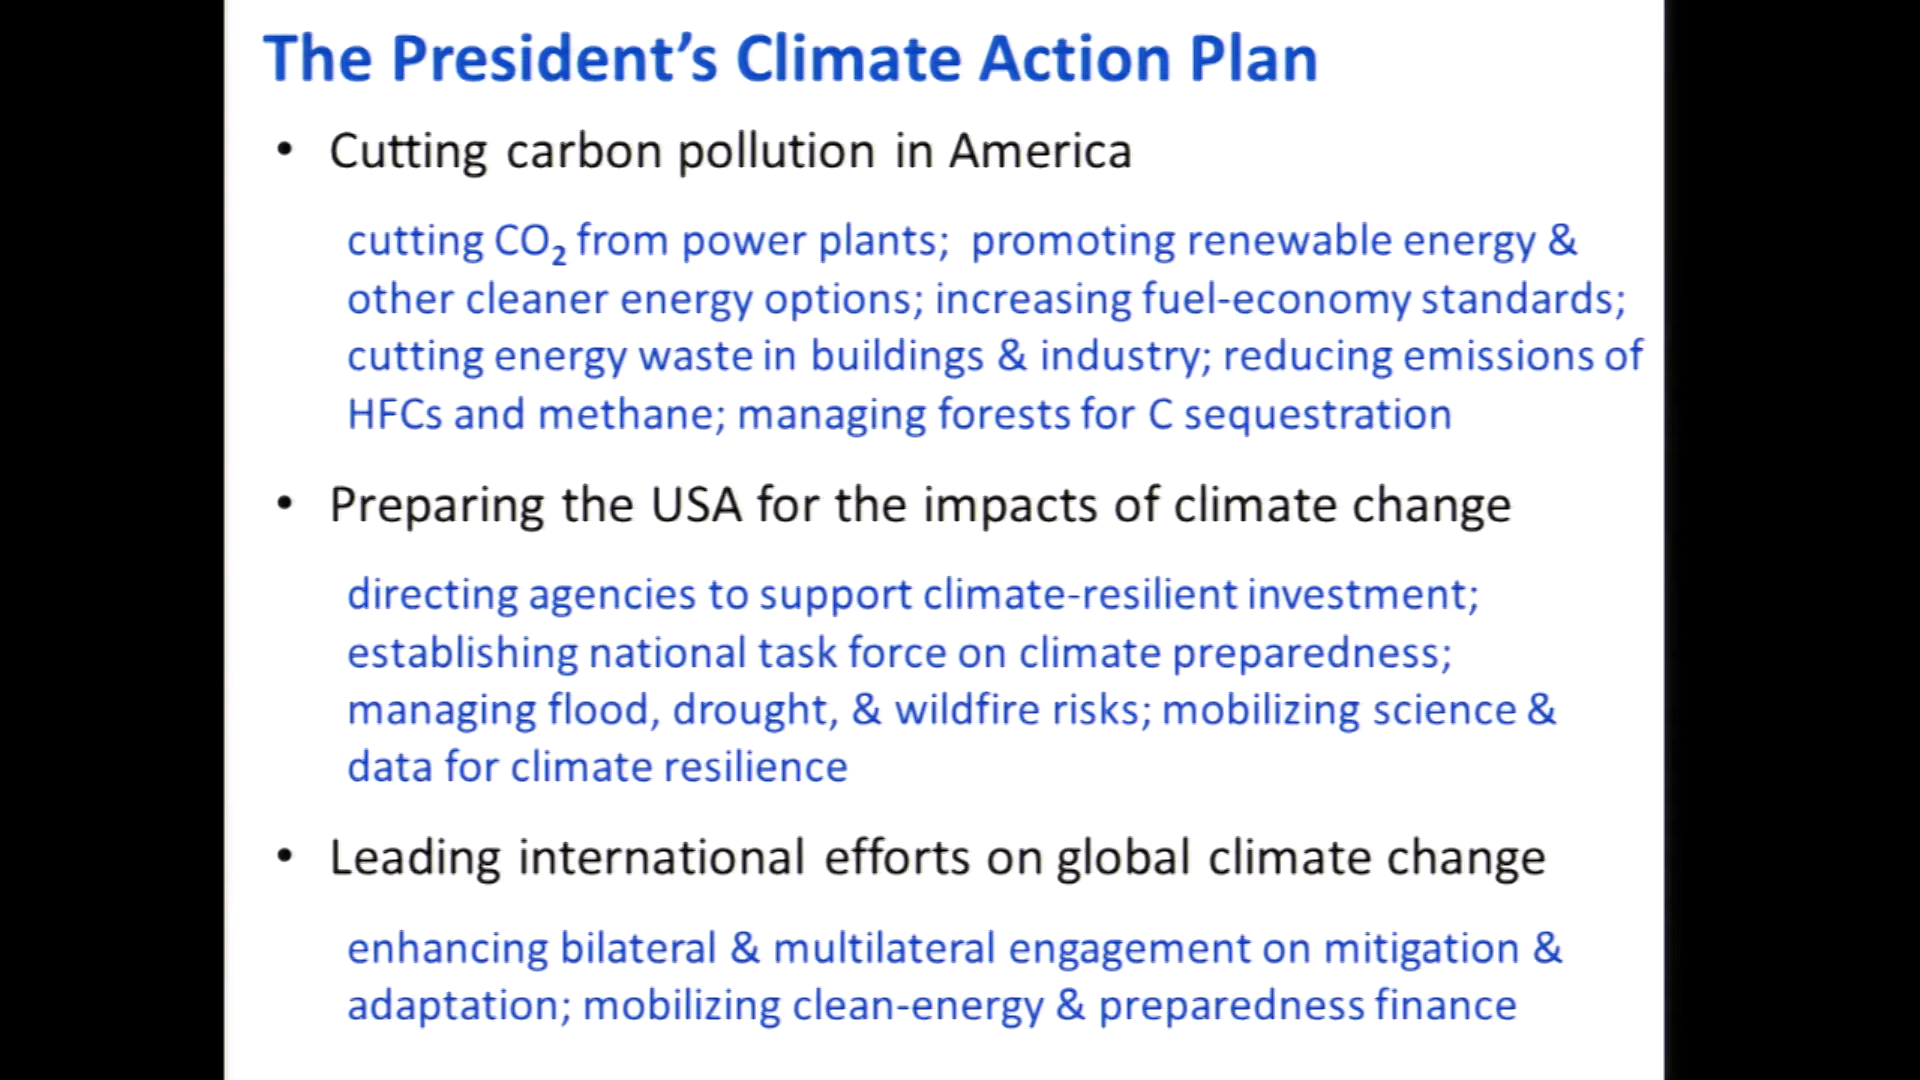 The President’s Climate Action Plan
• Cutting carbon pollution in America
cutting CO₂ from power plants; promoting renewable energy &
other cleaner energy options; increasing fuel-economy standards;
cutting energy waste in buildings & industry; reducing emissions of
HFCs and methane; managing forests for C sequestration
• Preparing the USA for the impacts of climate change
directing agencies to support climate-resilient investment;
establishing national task force on climate preparedness;
managing flood, drought, & wildfire risks; mobilizing science &
data for climate resilience
• Leading international efforts on global climate change
enhancing bilateral & multilateral engagement on mitigation &
adaptation; mobilizing clean-energy & preparedness finance